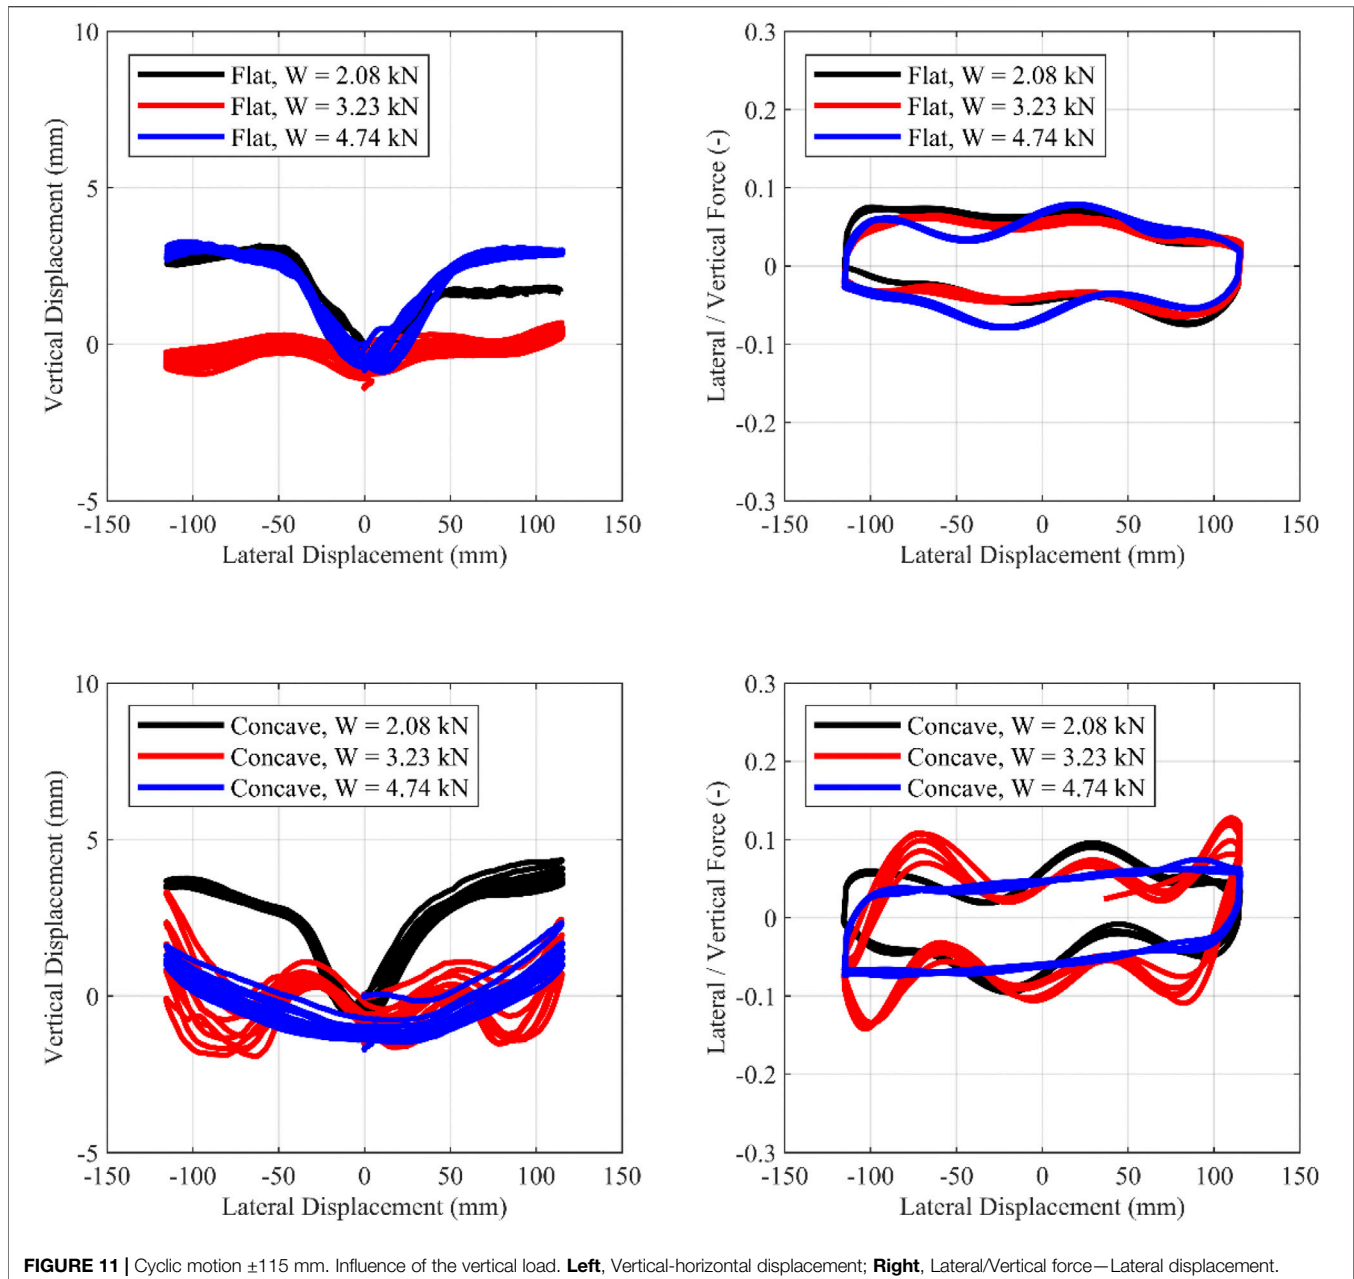 10
5
0
-5
-150 -100 -50 0 50 100 150
Vertical Displacement (mm)
Lateral Displacement (mm)
Flat, W = 2.08 kN
Flat, W = 3.23 kN
Flat, W = 4.74 kN
0.3
0.2
0.1
0
-0.1
-0.2
-0.3
-150 -100 -50 0 50 100 150
Lateral / Vertical Force (-)
Lateral Displacement (mm)
Flat, W = 2.08 kN
Flat, W = 3.23 kN
Flat, W = 4.74 kN
10
5
0
-5
-150 -100 -50 0 50 100 150
Vertical Displacement (mm)
Lateral Displacement (mm)
Concave, W = 2.08 kN
Concave, W = 3.23 kN
Concave, W = 4.74 kN
0.3
0.2
0.1
0
-0.1
-0.2
-0.3
-150 -100 -50 0 50 100 150
Lateral / Vertical Force (-)
Lateral Displacement (mm)
Concave, W = 2.08 kN
Concave, W = 3.23 kN
Concave, W = 4.74 kN
FIGURE 11 | Cyclic motion ±115 mm. Influence of the vertical load. Left, Vertical-horizontal displacement; Right, Lateral/Vertical force—Lateral displacement.